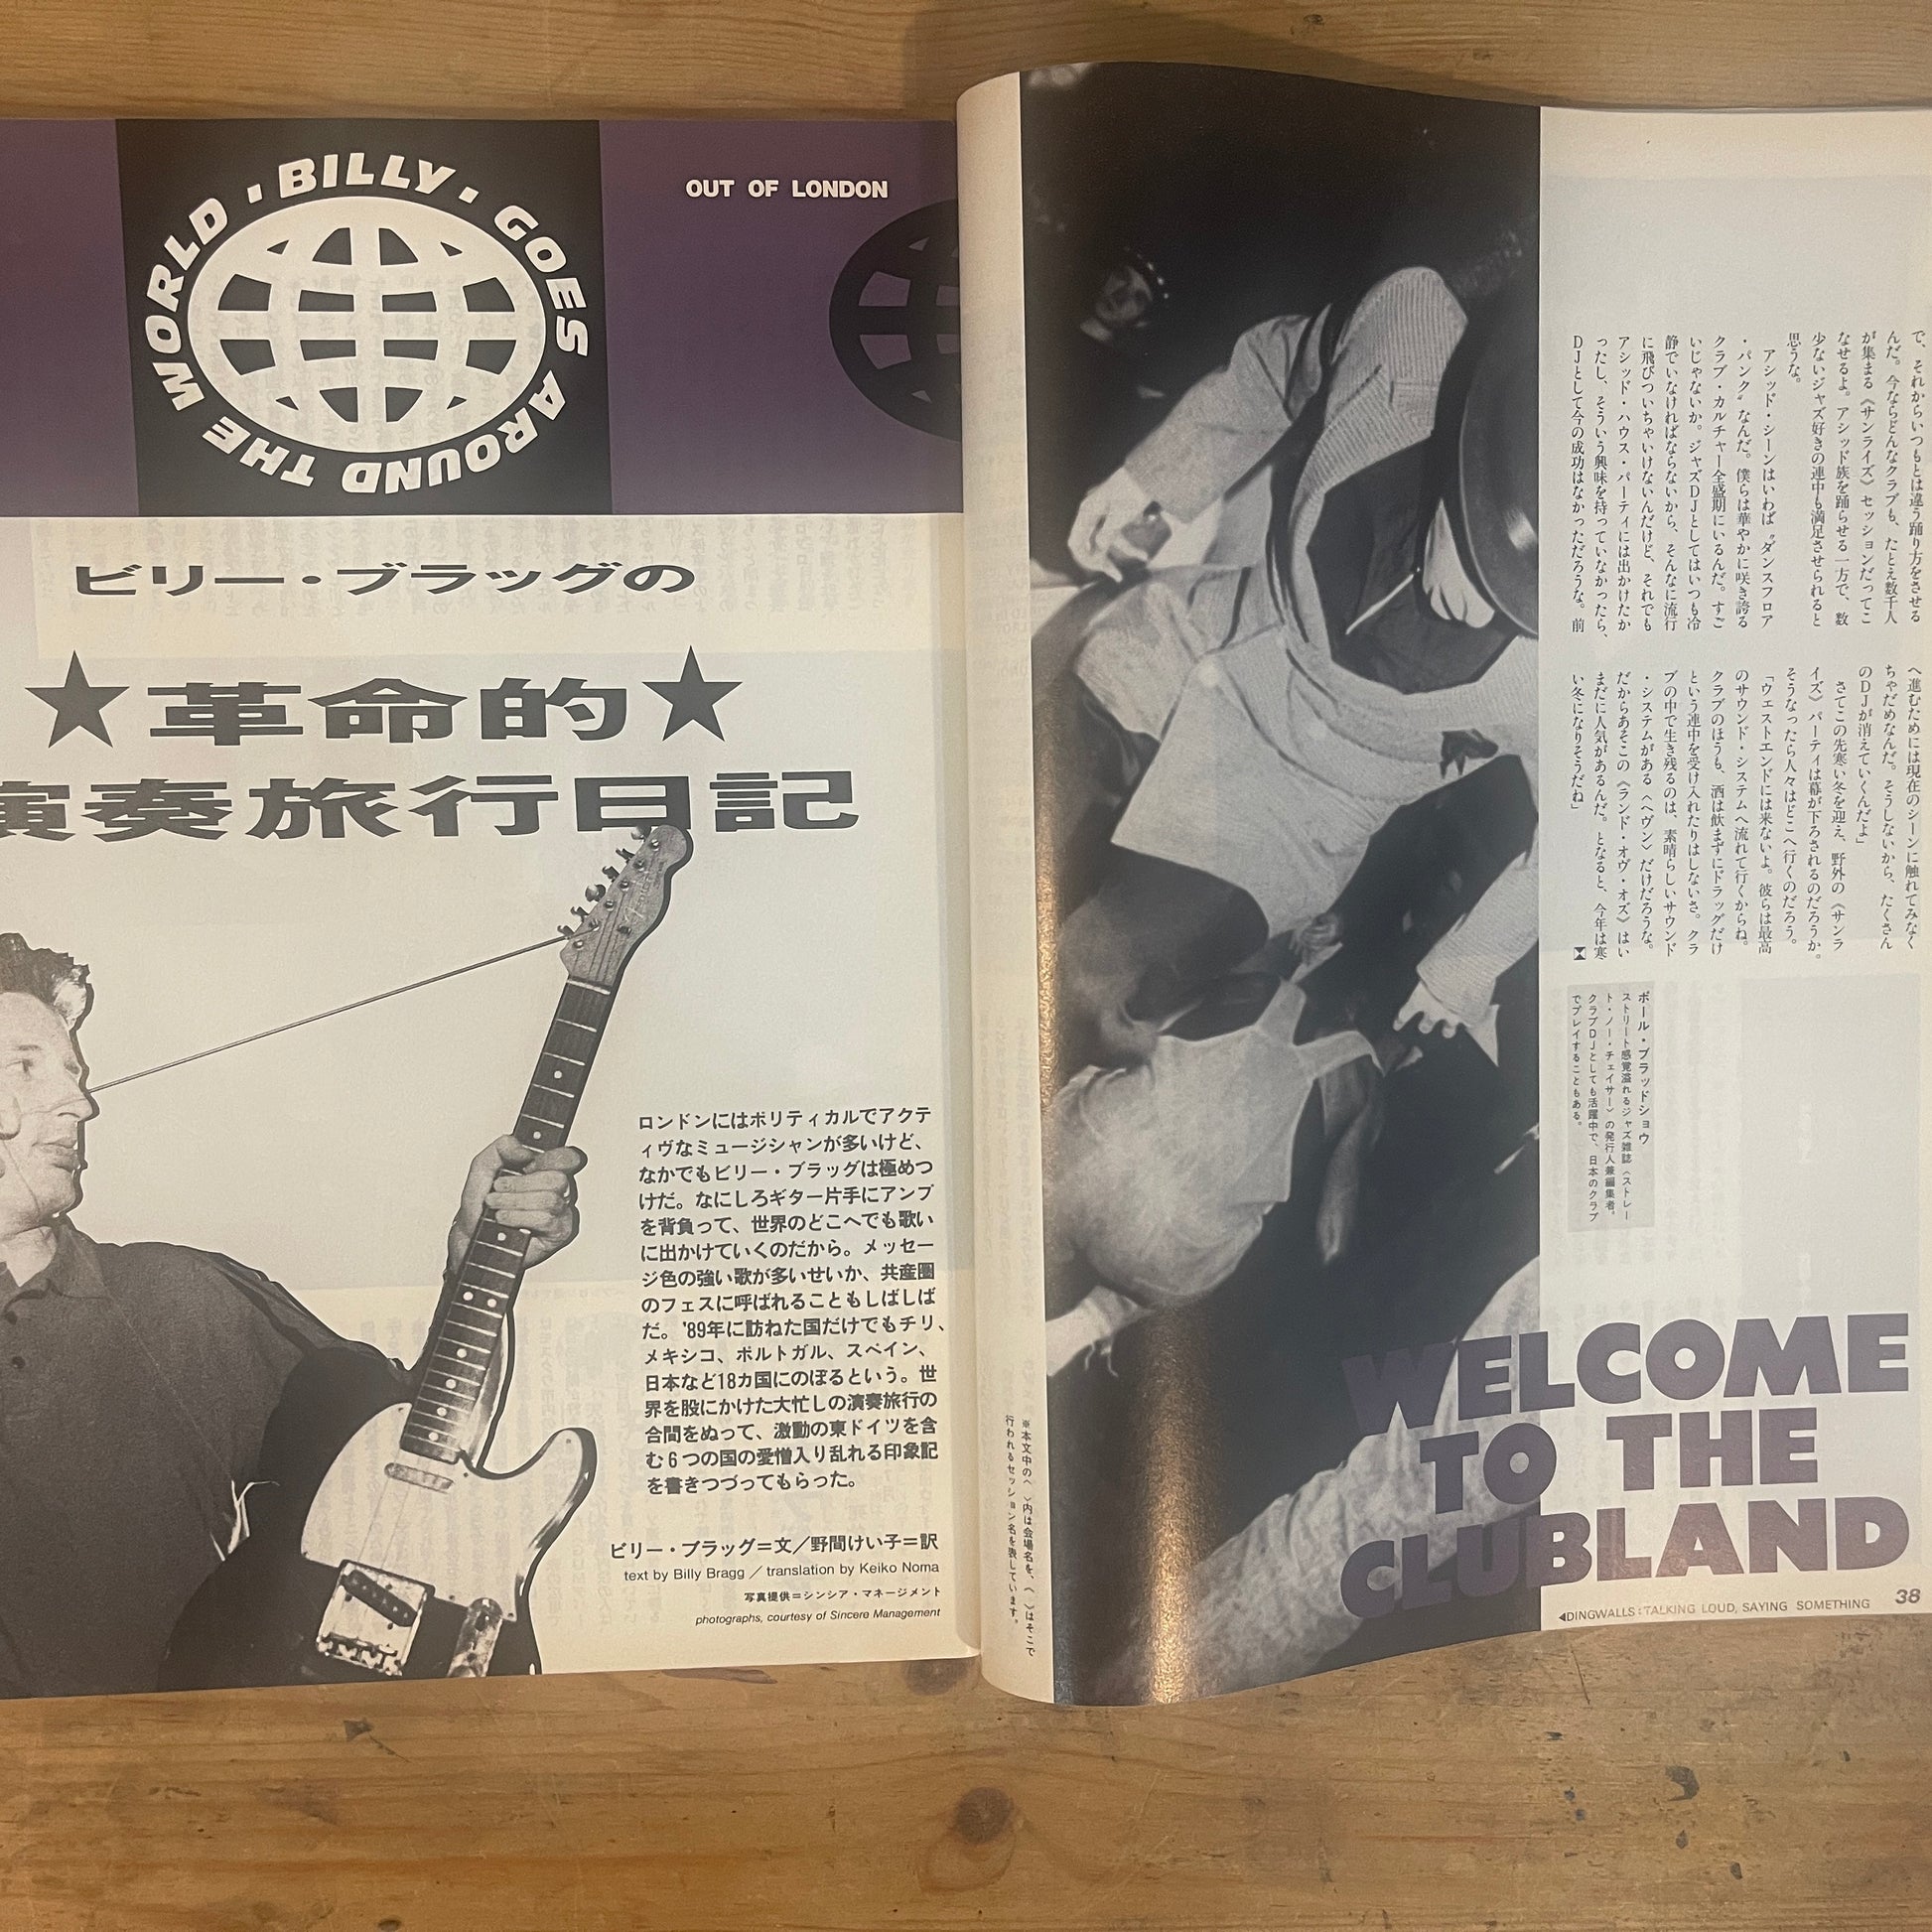 BILLY・GOES AROUND THE WORLD・
OUT OF LONDON
ビリー・ブラッグの
★革命的★
演奏旅行日記
ロンドンにはポリティカルでアクテ
ィヴなミュージシャンが多いけど、
なかでもビリー・ブラッグは極めつ
けだ。なにしろギター片手にアンプ
を背負って、世界のどこへでも歌い
に出かけていくのだから。メッセー
ジ色の強い歌が多いせいか、共産圏
のフェスに呼ばれることもしばしば
だ。'89年に訪ねた国だけでもチリ、
メキシコ、ポルトガル、スペイン、
日本など18カ国にのぼるという。世
界を股にかけた大忙しの演奏旅行の
合間をぬって、激動の東ドイツを含
む6つの国の愛憎入り乱れる印象記
を書きつづってもらった。
ビリー・ブラッグ＝文／野間けい子＝訳
text by Billy Bragg ／ translation by Keiko Noma
写真提供＝シンシア・マネージメント
photographs, courtesy of Sincere Management
で、それからいつもとは違う踊り方をさせる
んだ。今ならどんなクラブも、たとえ数千人
が集まる《サンライズ》セッションだってこ
なせるよ。アシッド族を踊らせる一方で、数
少ないジャズ好きの連中も満足させられると
思うな。
アシッド・シーンはいわば〝ダンスフロア
・パンク〟なんだ。僕らは華やかに咲き誇る
クラブ・カルチャー全盛期にいるんだ。すご
いじゃないか。ジャズDJとしてはいつも冷
静でいなければならないから、そんなに流行
に飛びついちゃいけないんだけど、それでも
アシッド・ハウス・パーティには出かけたか
ったし、そういう興味を持っていなかったら、
DJとして今の成功はなかっただろうな。前
へ進むためには現在のシーンに触れてみなく
ちゃだめなんだ。そうしないから、たくさん
のDJが消えていくんだよ」
さてこの先寒い冬を迎え、野外の《サンラ
イズ》パーティは幕が下ろされるのだろうか。
そうなったら人々はどこへ行くのだろう。
「ウェストエンドには来ないよ。彼らは最高
のサウンド・システムへ流れて行くからね。
クラブのほうも、酒は飲まずにドラッグだけ
という連中を受け入れたりはしないさ。クラ
ブの中で生き残るのは、素晴らしいサウンド
・システムがある〈ヘヴン〉だけだろうな。
だからあそこの《ランド・オヴ・オズ》はい
まだに人気があるんだ。となると、今年は寒
い冬になりそうだね」
ポール・ブラッドショウ
ストリート感覚溢れるジャズ雑誌〈ストレー
ト・ノー・チェイサー〉の発行人兼編集者。
クラブDJとしても活躍中で、日本のクラブ
でプレイすることもある。
※本文中の〈 〉内は会場名を、《 》はそこで
行われるセッション名を表しています。
WELCOME
TO THE
CLUBLAND
◀DINGWALLS：TALKING LOUD, SAYING SOMETHING
38